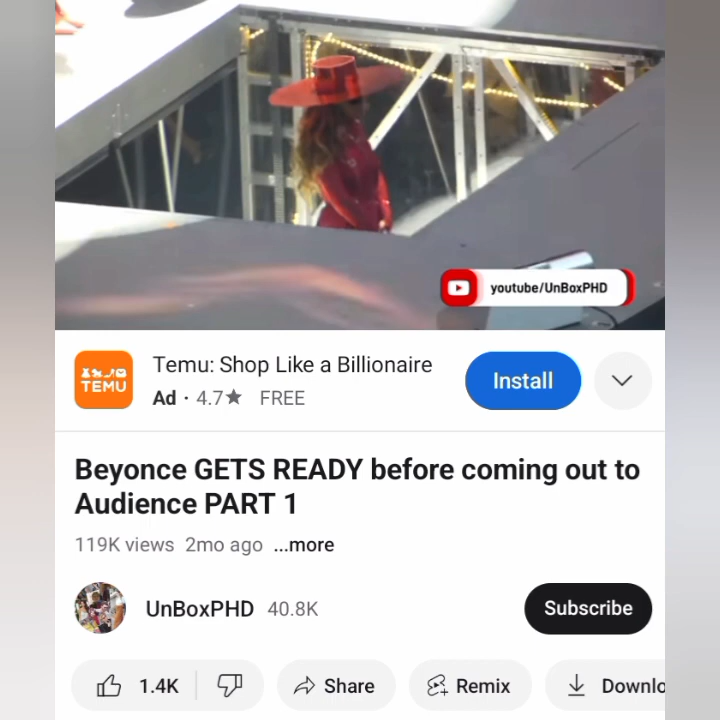 youtube/UnBoxPHD
TEMU
Temu: Shop Like a Billionaire
Ad · 4.7★ FREE
Install
Beyonce GETS READY before coming out to
Audience PART 1
119K views 2mo ago ...more
UnBoxPHD 40.8K
Subscribe
1.4K
Share
Remix
Downlo